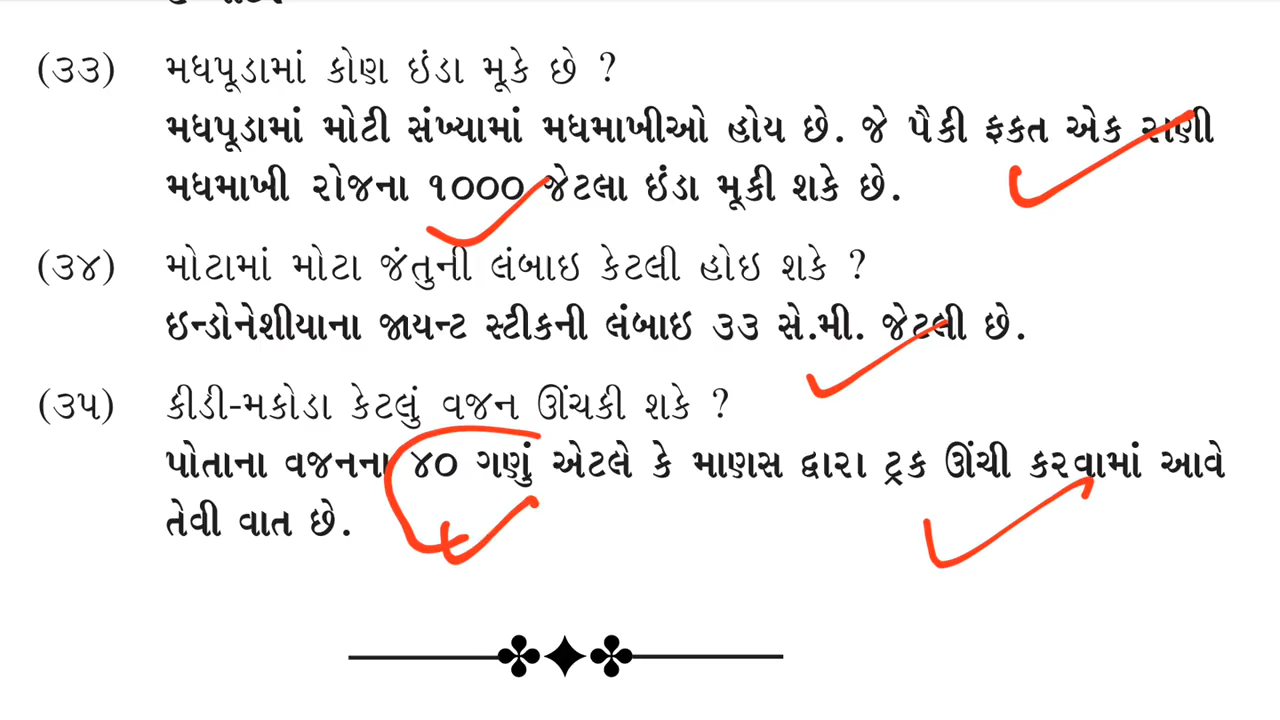 (૩૩) મધપૂડામાં કોણ ઇંડા મૂકે છે ?
મધપૂડામાં મોટી સંખ્યામાં મધમાખીઓ હોય છે. જે પૈકી ફકત એક રાણી
મધમાખી રોજના ૧૦૦૦ જેટલા ઇંડા મૂકી શકે છે.
(૩૪) મોટામાં મોટા જંતુની લંબાઇ કેટલી હોઇ શકે ?
ઇન્ડોનેશીયાના જાયન્ટ સ્ટીકની લંબાઇ ૩૩ સે.મી. જેટલી છે.
(૩૫) કીડી-મકોડા કેટલું વજન ઊંચકી શકે ?
પોતાના વજનના ૪૦ ગણું એટલે કે માણસ દ્વારા ટ્રક ઊંચી કરવામાં આવે
તેવી વાત છે.